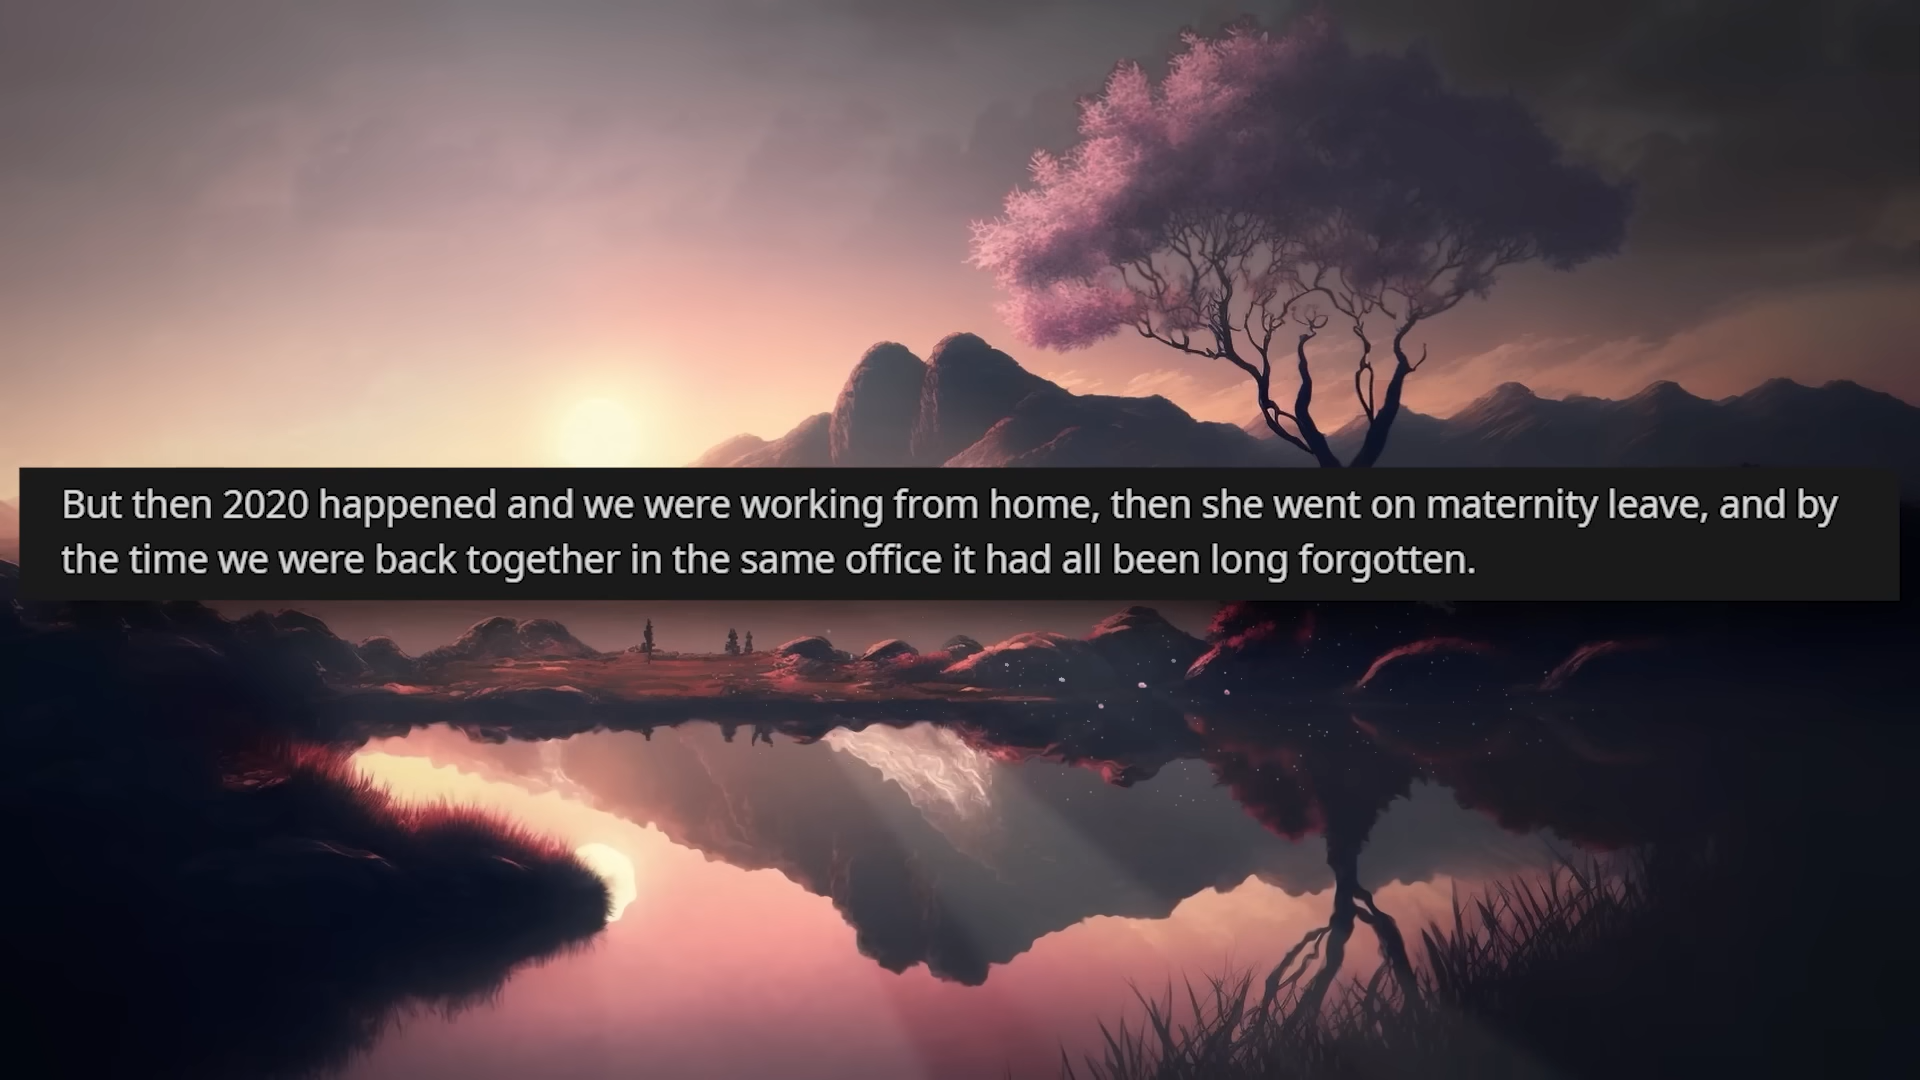 But then 2020 happened and we were working from home, then she went on maternity leave, and by
the time we were back together in the same office it had all been long forgotten.